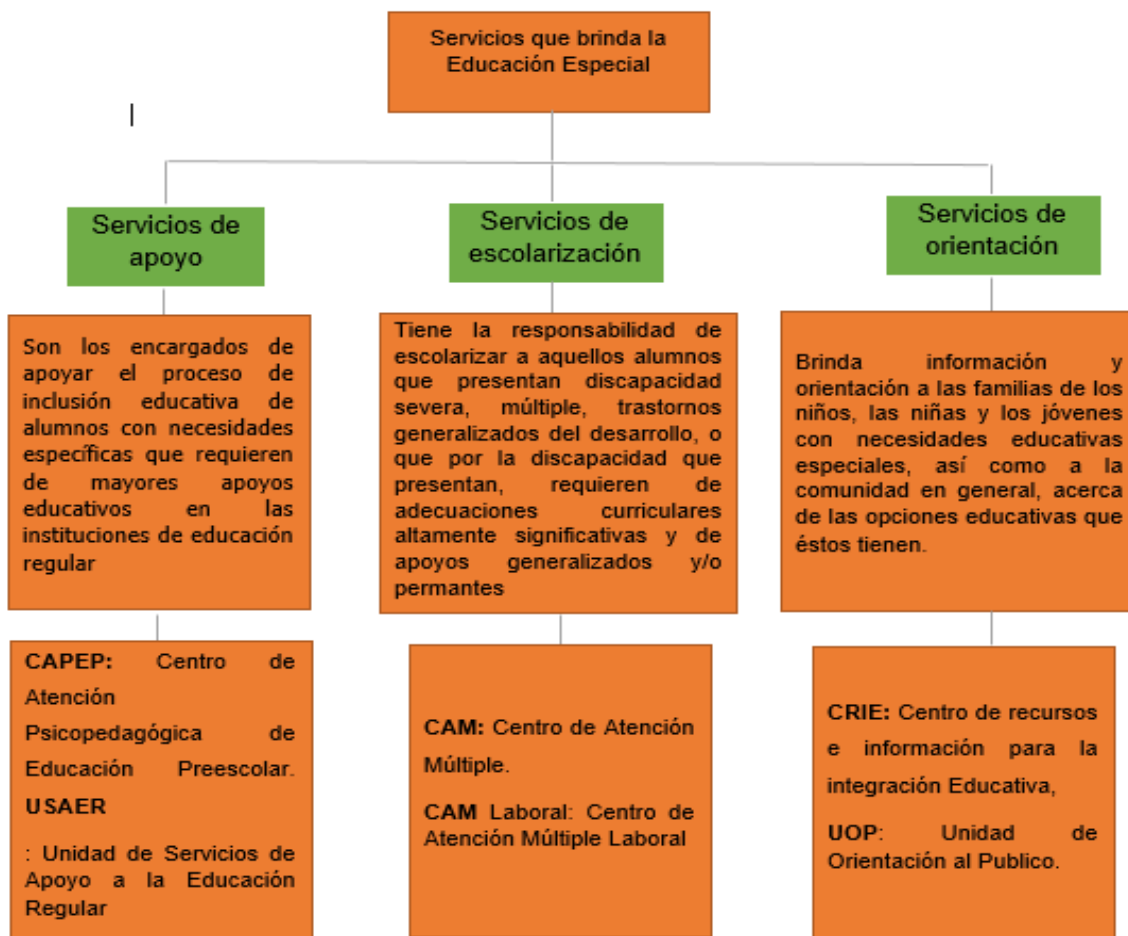 Servicios que brinda la
Educación Especial
Servicios de
apoyo
Servicios de
escolarización
Servicios de
orientación
Son los encargados de
apoyar el proceso de
inclusión educativa de
alumnos con necesidades
específicas que requieren
de mayores apoyos
educativos en las
instituciones de educación
regular
Tiene la responsabilidad de
escolarizar a aquellos alumnos
que presentan discapacidad
severa, múltiple, trastornos
generalizados del desarrollo, o
que por la discapacidad que
presentan, requieren de
adecuaciones curriculares
altamente significativas y de
apoyos generalizados y/o
permantes
Brinda información y
orientación a las familias de los
niños, las niñas y los jóvenes
con necesidades educativas
especiales, así como a la
comunidad en general, acerca
de las opciones educativas que
éstos tienen.
CAPEP: Centro de
Atención
Psicopedagógica de
Educación Preescolar.
USAER
: Unidad de Servicios de
Apoyo a la Educación
Regular
CAM: Centro de Atención
Múltiple.
CAM Laboral: Centro de
Atención Múltiple Laboral
CRIE: Centro de recursos
e información para la
integración Educativa,
UOP: Unidad de
Orientación al Publico.